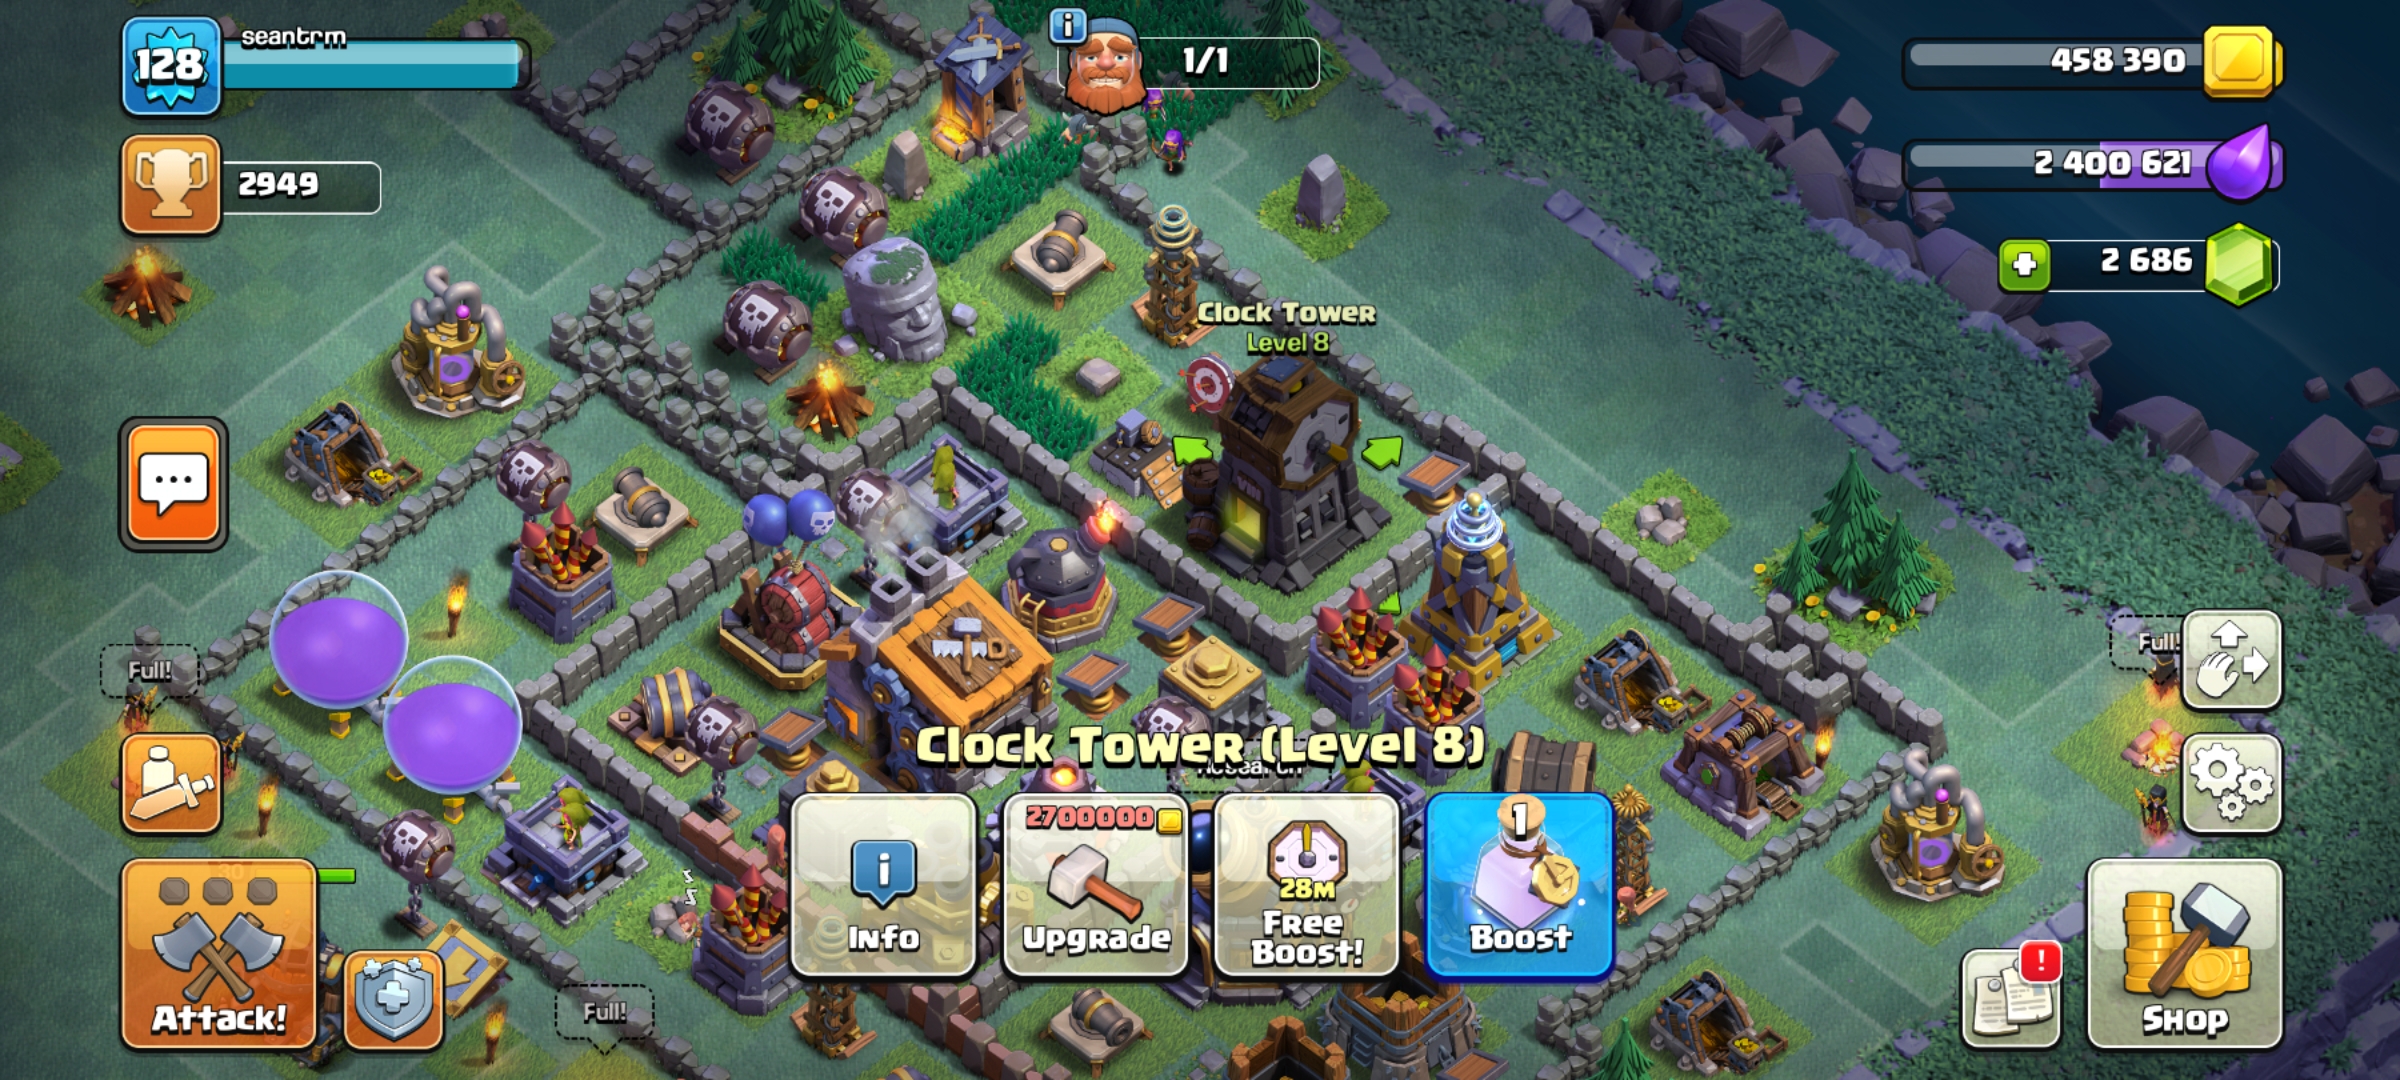 128
seantrm
1/1
458 390
2949
2 400 621
2 686
Clock Tower
Level 8
Full!
Full!
Clock Tower (Level 8)
2700000
1
28M
Info
Upgrade
Free
Boost!
Boost
z
z
Full!
!
Attack!
Shop